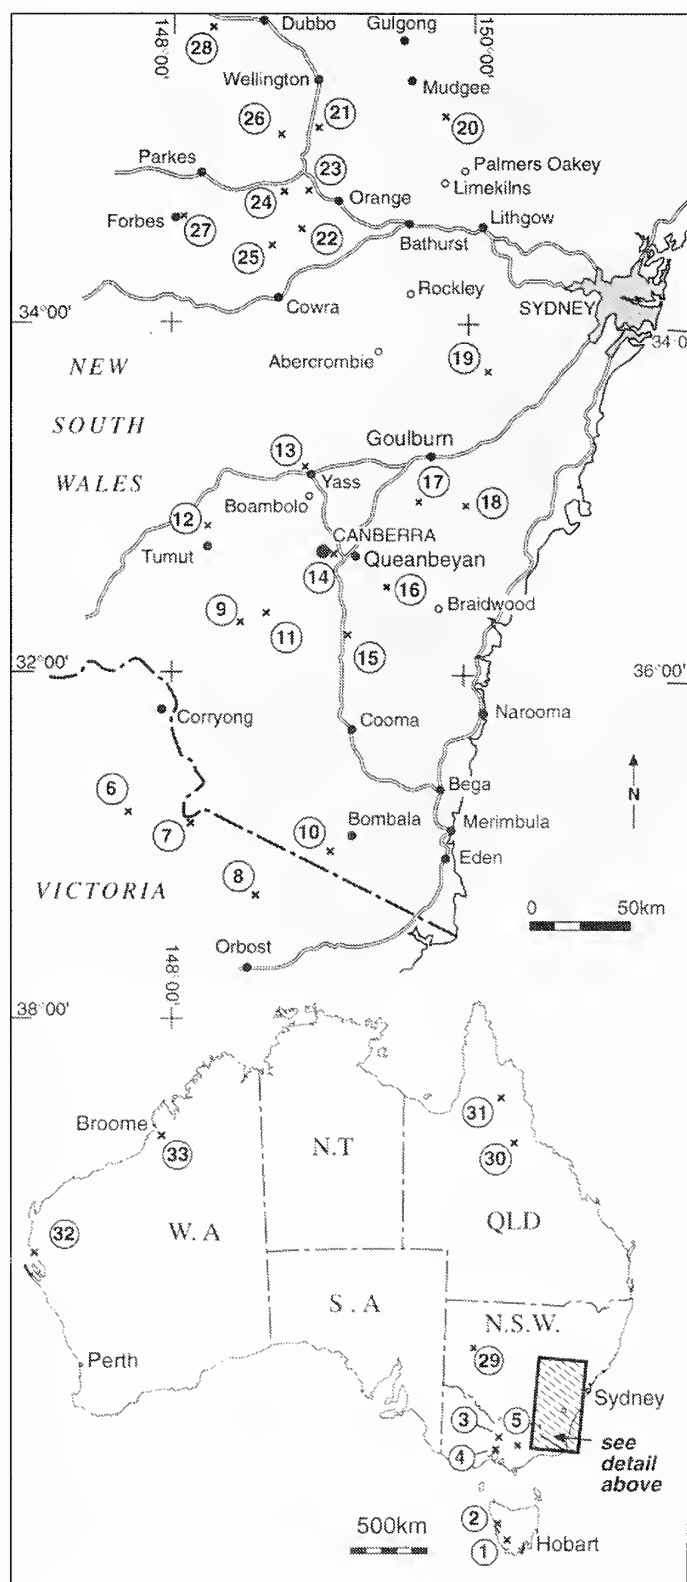 148°00'
150°00'
Dubbo
Gulgong
28
Wellington
Mudgee
26
21
20
Parkes
23
Palmers Oakey
Limekilns
24
Orange
Forbes
27
22
Lithgow
25
Bathurst
Cowra
Rockley
SYDNEY
34°00'
34°00'
NEW
Abercrombie
19
SOUTH
Goulburn
13
WALES
Yass
17
Boambolo
18
12
CANBERRA
Tumut
Queanbeyan
14
16
9
Braidwood
11
15
32°00'
36°00'
Corryong
Narooma
Cooma
6
Bega
N
7
10
Bombala
Merimbula
8
Eden
VICTORIA
0 50km
Orbost
148°00'
38°00'
31
Broome
33
N.T
30
32
W.A
QLD
S.A
N.S.W.
29
Perth
Sydney
3
5
4
see
detail
above
2
500km
1
Hobart